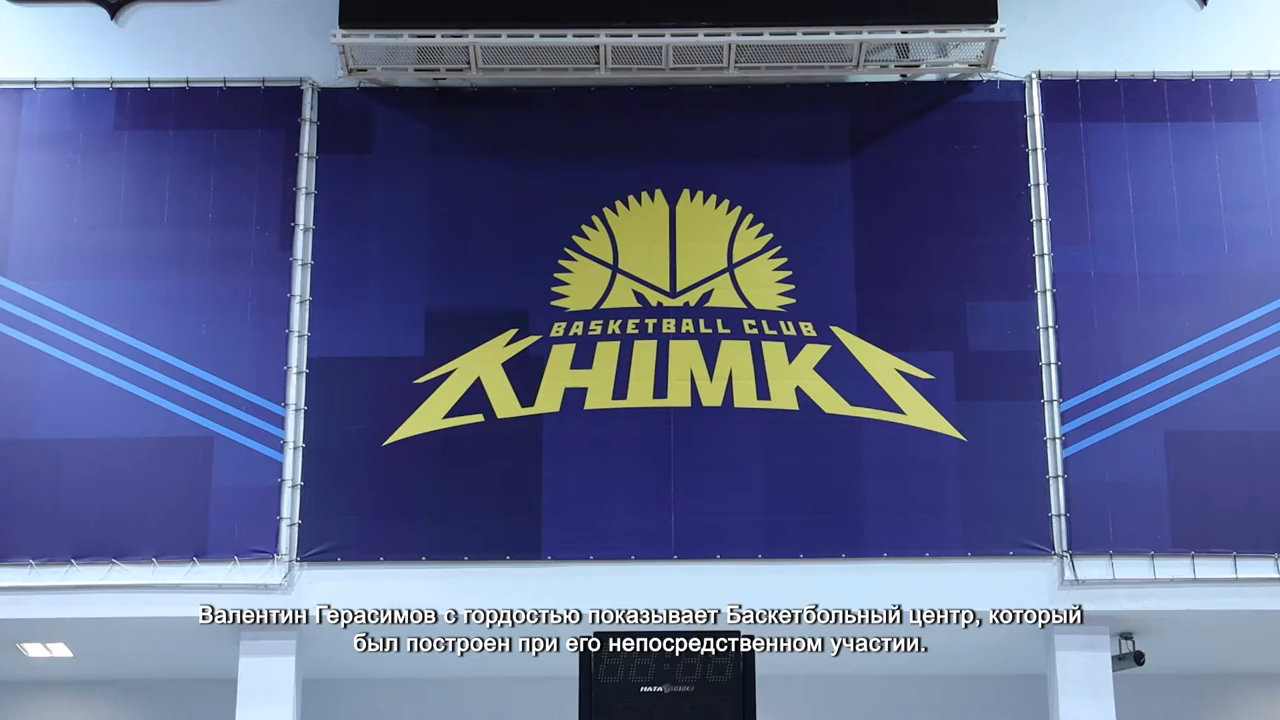 BASKETBALL CLUB
KHIMKI
Валентин Герасимов с гордостью показывает Баскетбольный центр, который
был построен при его непосредственном участии.